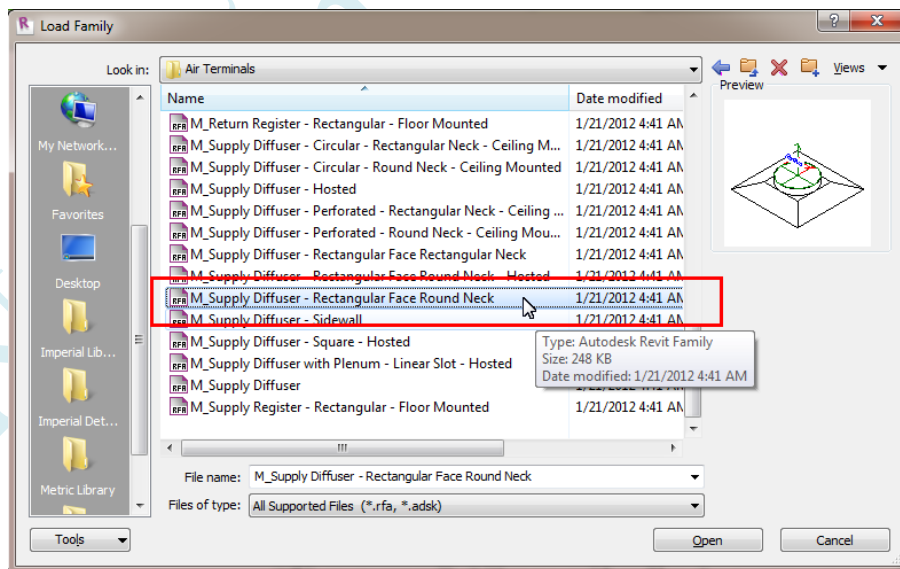 Load Family
Look in: Air Terminals Views
Preview
Name Date modified
M_Return Register - Rectangular - Floor Mounted 1/21/2012 4:41 AM
M_Supply Diffuser - Circular - Rectangular Neck - Ceiling M... 1/21/2012 4:41 AM
M_Supply Diffuser - Circular - Round Neck - Ceiling Mounted 1/21/2012 4:41 AM
M_Supply Diffuser - Hosted 1/21/2012 4:41 AM
M_Supply Diffuser - Perforated - Rectangular Neck - Ceiling ... 1/21/2012 4:41 AM
M_Supply Diffuser - Perforated - Round Neck - Ceiling Mou... 1/21/2012 4:41 AM
M_Supply Diffuser - Rectangular Face Rectangular Neck 1/21/2012 4:41 AM
M_Supply Diffuser - Rectangular Face Round Neck - Hosted 1/21/2012 4:41 AM
M_Supply Diffuser - Rectangular Face Round Neck 1/21/2012 4:41 AM
M_Supply Diffuser - Sidewall 1/21/2012 4:41 AM
M_Supply Diffuser - Square - Hosted
M_Supply Diffuser with Plenum - Linear Slot - Hosted
M_Supply Diffuser
M_Supply Register - Rectangular - Floor Mounted 1/21/2012 4:41 AM
Type: Autodesk Revit Family
Size: 248 KB
Date modified: 1/21/2012 4:41 AM
My Network...
Favorites
Desktop
Imperial Lib...
Imperial Det...
Metric Library
File name: M_Supply Diffuser - Rectangular Face Round Neck
Files of type: All Supported Files (*.rfa, *.adsk)
Tools Open Cancel